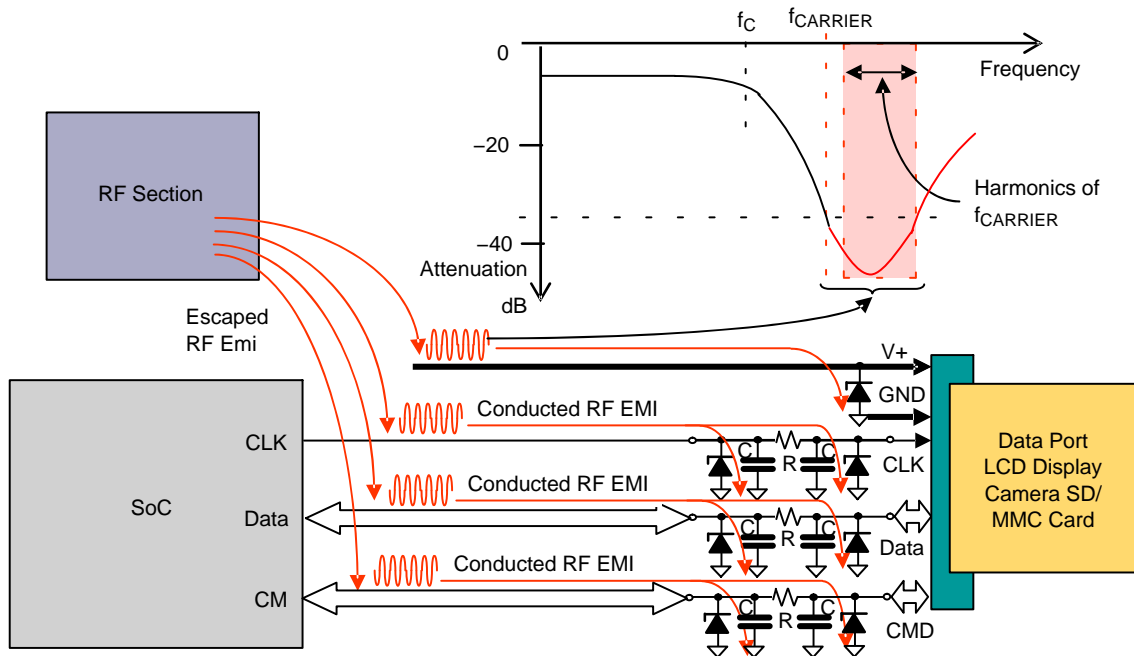 fC
fCARRIER
0
Frequency
−20
RF Section
Harmonics of
fCARRIER
−40
Attenuation
dB
Escaped
RF Emi
V+
GND
Conducted RF EMI
CLK
C
R
C
CLK
Data Port
LCD Display
Camera SD/
MMC Card
SoC
Conducted RF EMI
Data
C
R
C
Data
Conducted RF EMI
CM
C
R
C
CMD